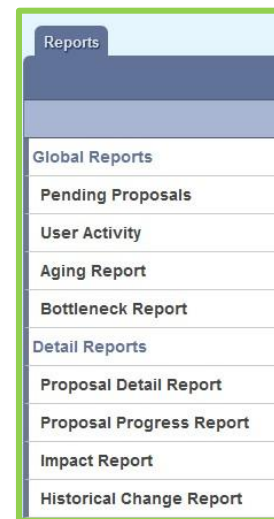 Reports
Global Reports
Pending Proposals
User Activity
Aging Report
Bottleneck Report
Detail Reports
Proposal Detail Report
Proposal Progress Report
Impact Report
Historical Change Report